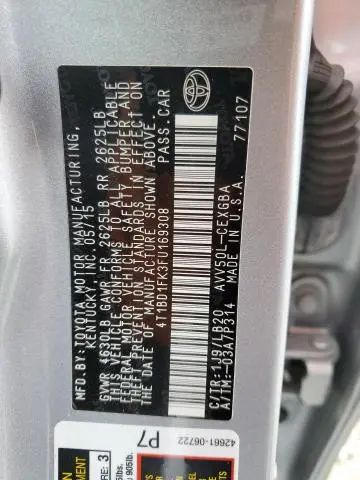 MFD.BY:TOYOTA MOTOR MANUFACTURING,
KENTUCKY, INC. 05/15
GVWR 4630LB GAWR FR 2625LB RR 2625LB
THIS VEHICLE CONFORMS TO ALL APPLICABLE
FEDERAL MOTOR VEHICLE SAFETY, BUMPER, AND
THEFT PREVENTION STANDARDS IN EFFECT ON
THE DATE OF MANUFACTURE SHOWN ABOVE.
4T1BD1FK3FU169308 PASS.CAR
C/TR:1J9/LB20 AVV50L-CEXGBA
A/TM:-03A/P314 U.S.A. 77107
42661-06722
P7